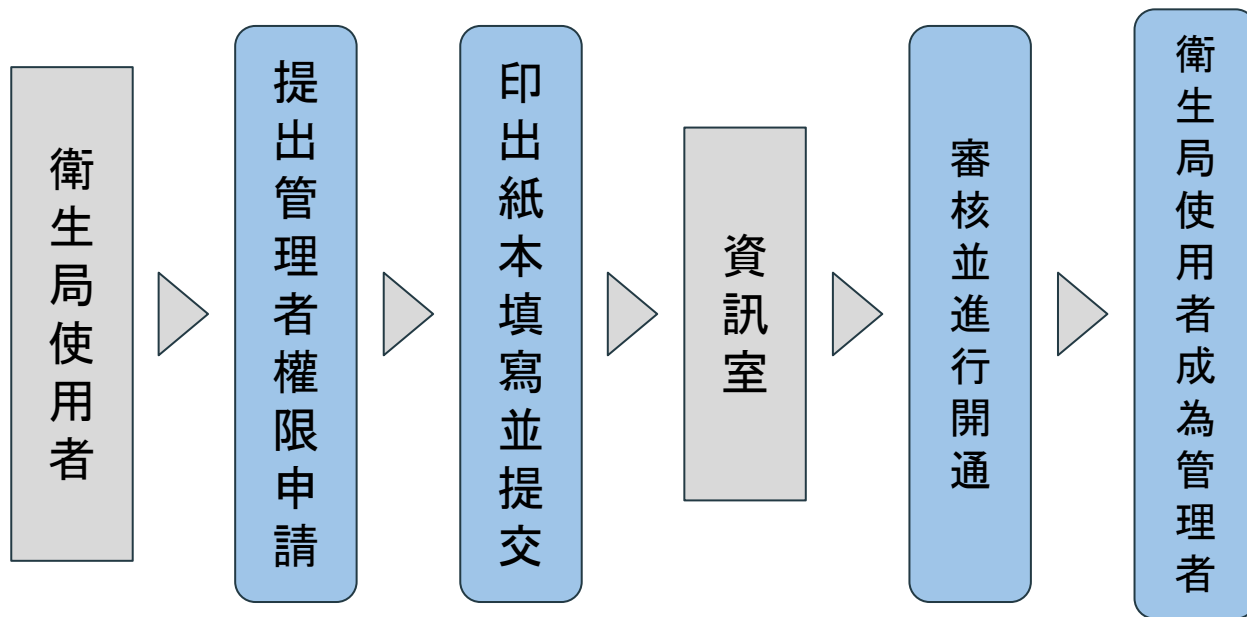 衛生局使用者
提出管理者權限申請
印出紙本填寫並提交
資訊室
審核並進行開通
衛生局使用者成為管理者